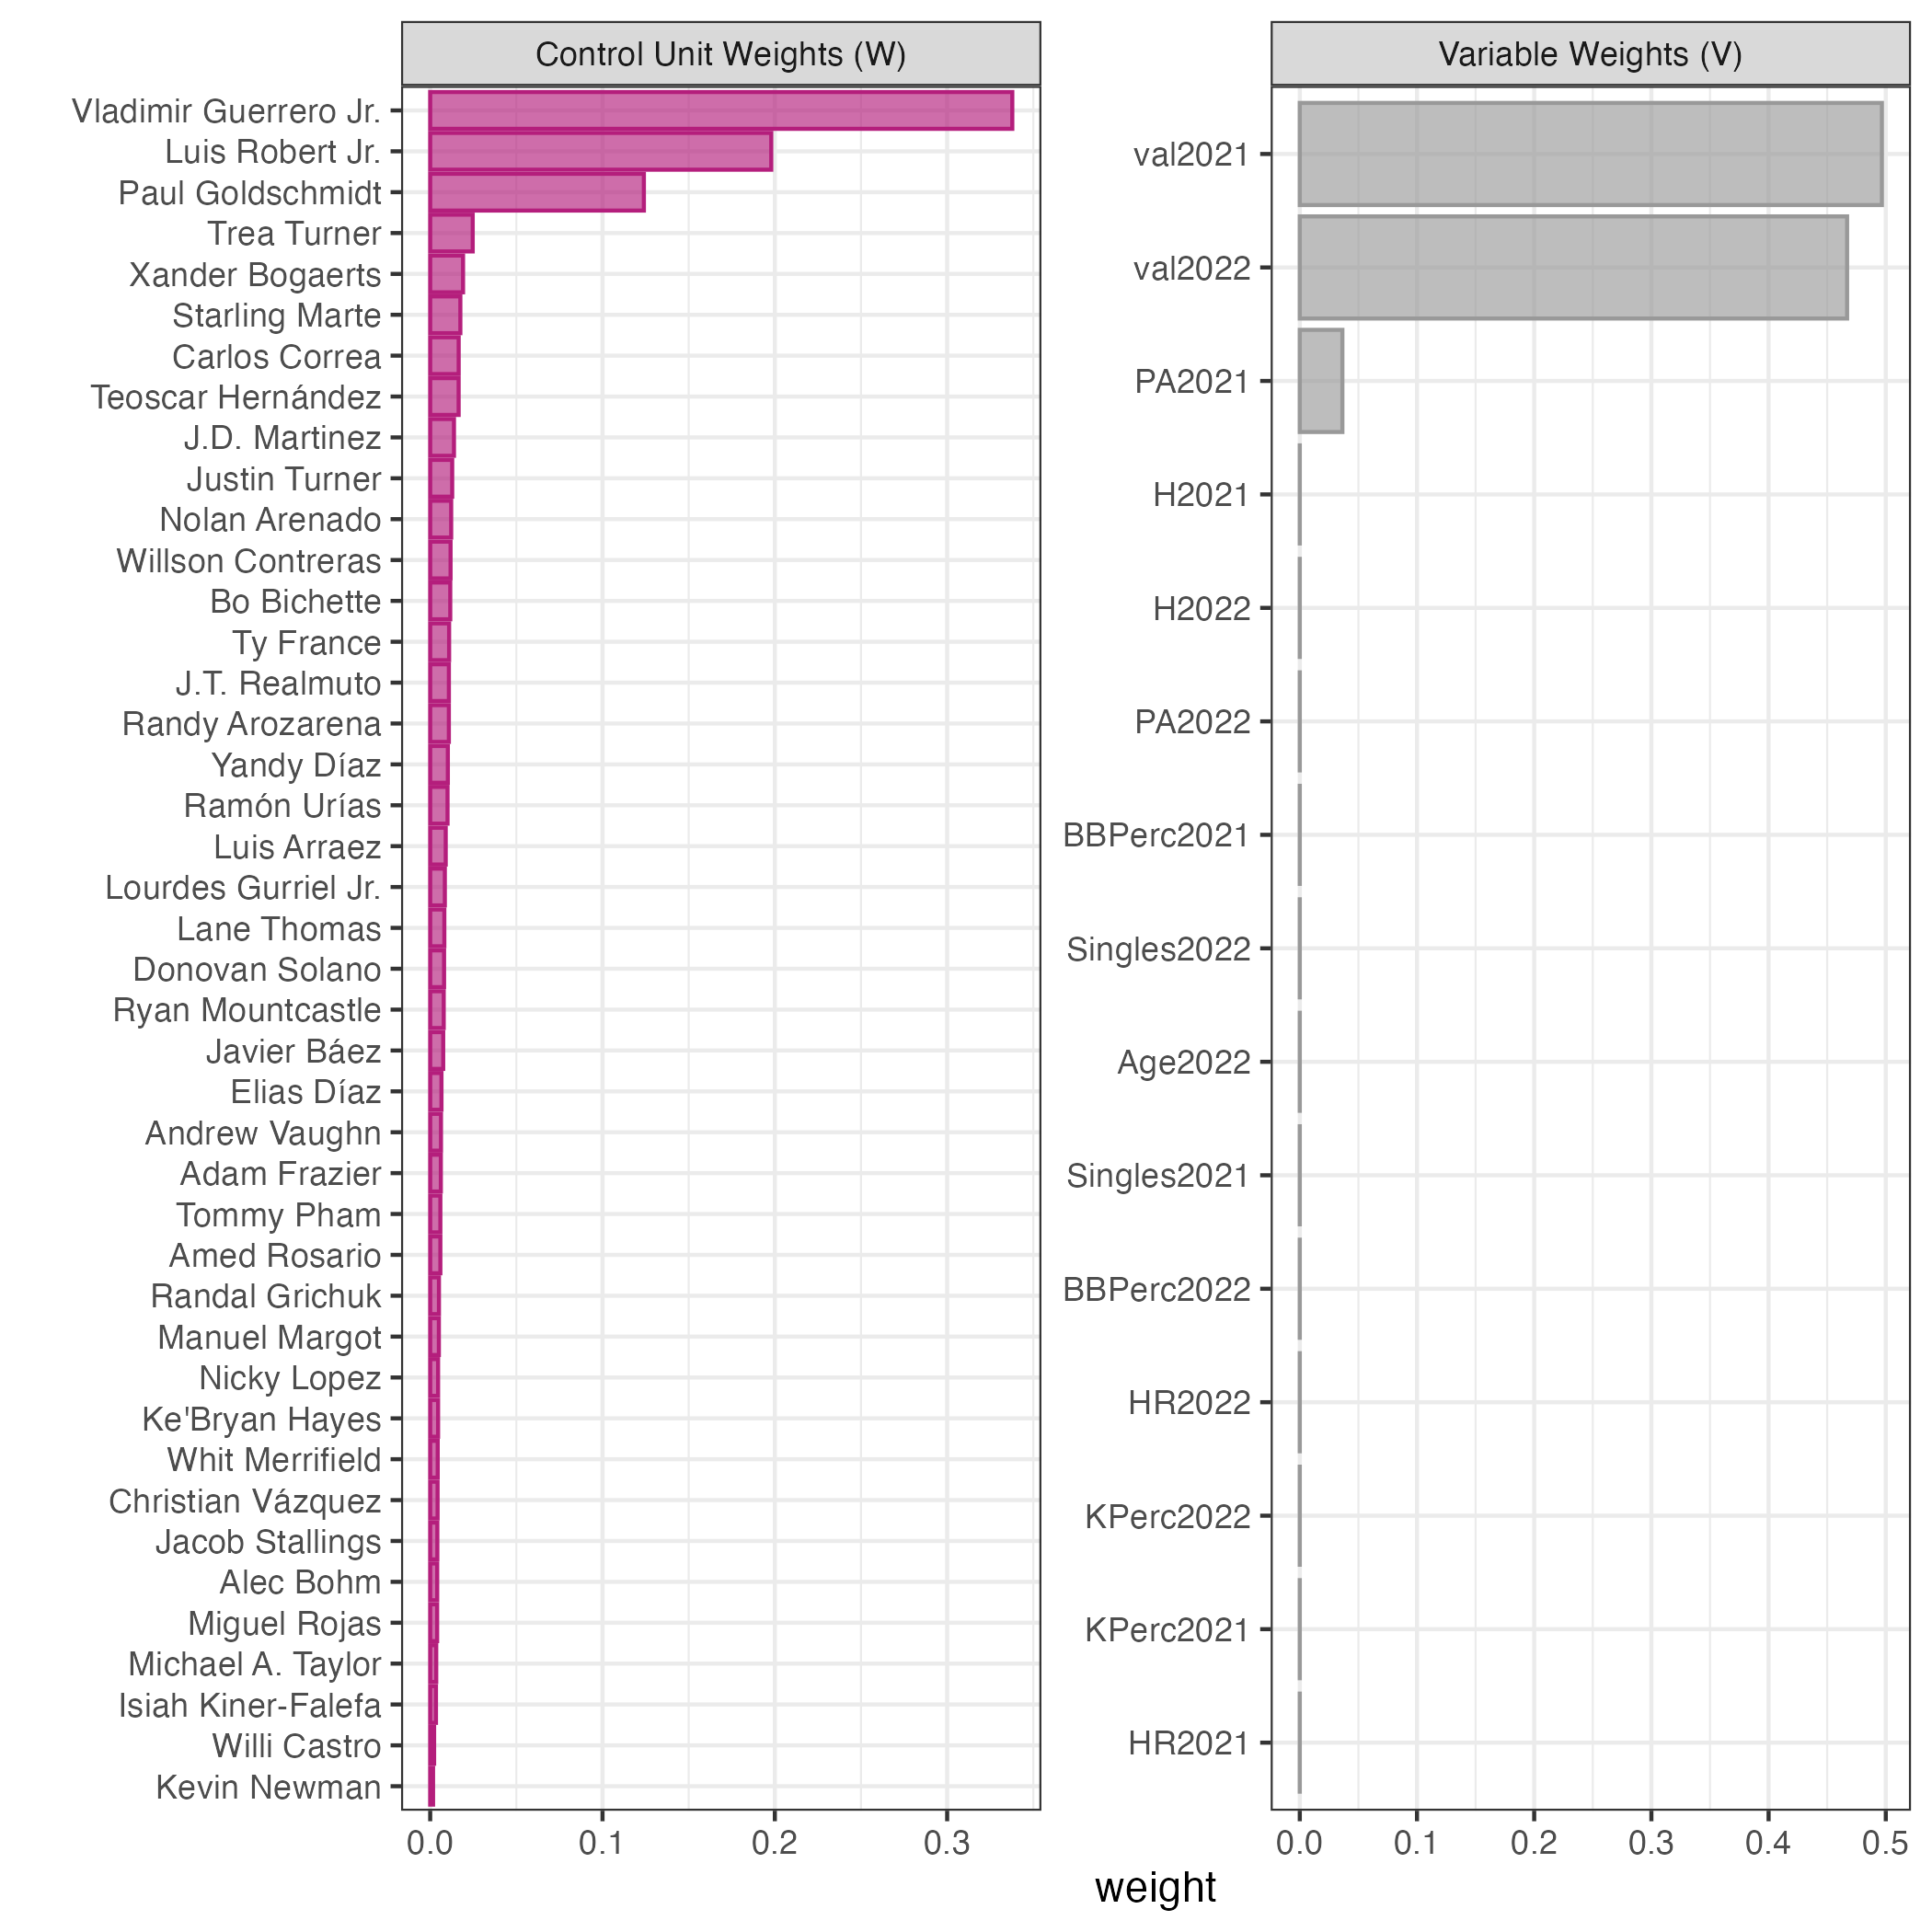 Control Unit Weights (W)
Vladimir Guerrero Jr.
Luis Robert Jr.
Paul Goldschmidt
Trea Turner
Xander Bogaerts
Starling Marte
Carlos Correa
Teoscar Hernández
J.D. Martinez
Justin Turner
Nolan Arenado
Willson Contreras
Bo Bichette
Ty France
J.T. Realmuto
Randy Arozarena
Yandy Díaz
Ramón Urías
Luis Arraez
Lourdes Gurriel Jr.
Lane Thomas
Donovan Solano
Ryan Mountcastle
Javier Báez
Elias Díaz
Andrew Vaughn
Adam Frazier
Tommy Pham
Amed Rosario
Randal Grichuk
Manuel Margot
Nicky Lopez
Ke'Bryan Hayes
Whit Merrifield
Christian Vázquez
Jacob Stallings
Alec Bohm
Miguel Rojas
Michael A. Taylor
Isiah Kiner-Falefa
Willi Castro
Kevin Newman
0.0 0.1 0.2 0.3
Variable Weights (V)
val2021
val2022
PA2021
H2021
H2022
PA2022
BBPerc2021
Singles2022
Age2022
Singles2021
BBPerc2022
HR2022
KPerc2022
KPerc2021
HR2021
0.0 0.1 0.2 0.3 0.4 0.5
weight